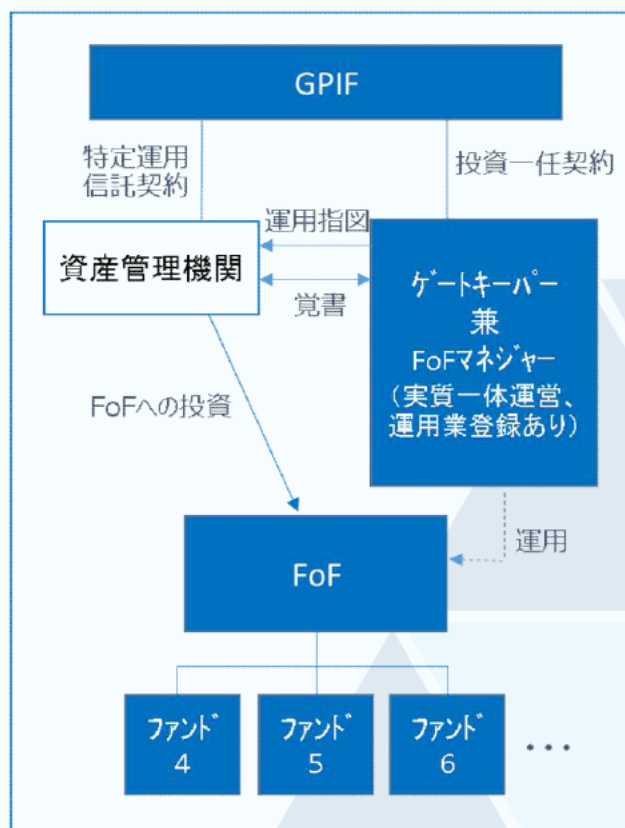 GPIF
特定運用
信託契約
投資一任契約
運用指図
資産管理機関
覚書
ｹﾞｰﾄｷｰﾊﾟｰ
兼
FoFﾏﾈｼﾞｬｰ
(実質一体運営、
運用業登録あり)
FoFへの投資
運用
FoF
ﾌｧﾝﾄﾞ
4
ﾌｧﾝﾄﾞ
5
ﾌｧﾝﾄﾞ
6
・・・